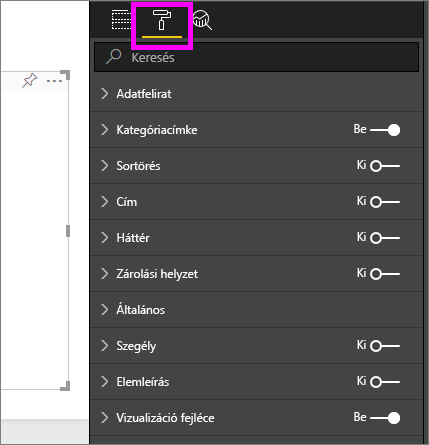 Keresés
Adatfelirat
Kategóriacímke Be
Sortörés Ki
Cím Ki
Háttér Ki
Zárolási helyzet Ki
Általános
Szegély Ki
Elemleírás Ki
Vizualizáció fejléce Be